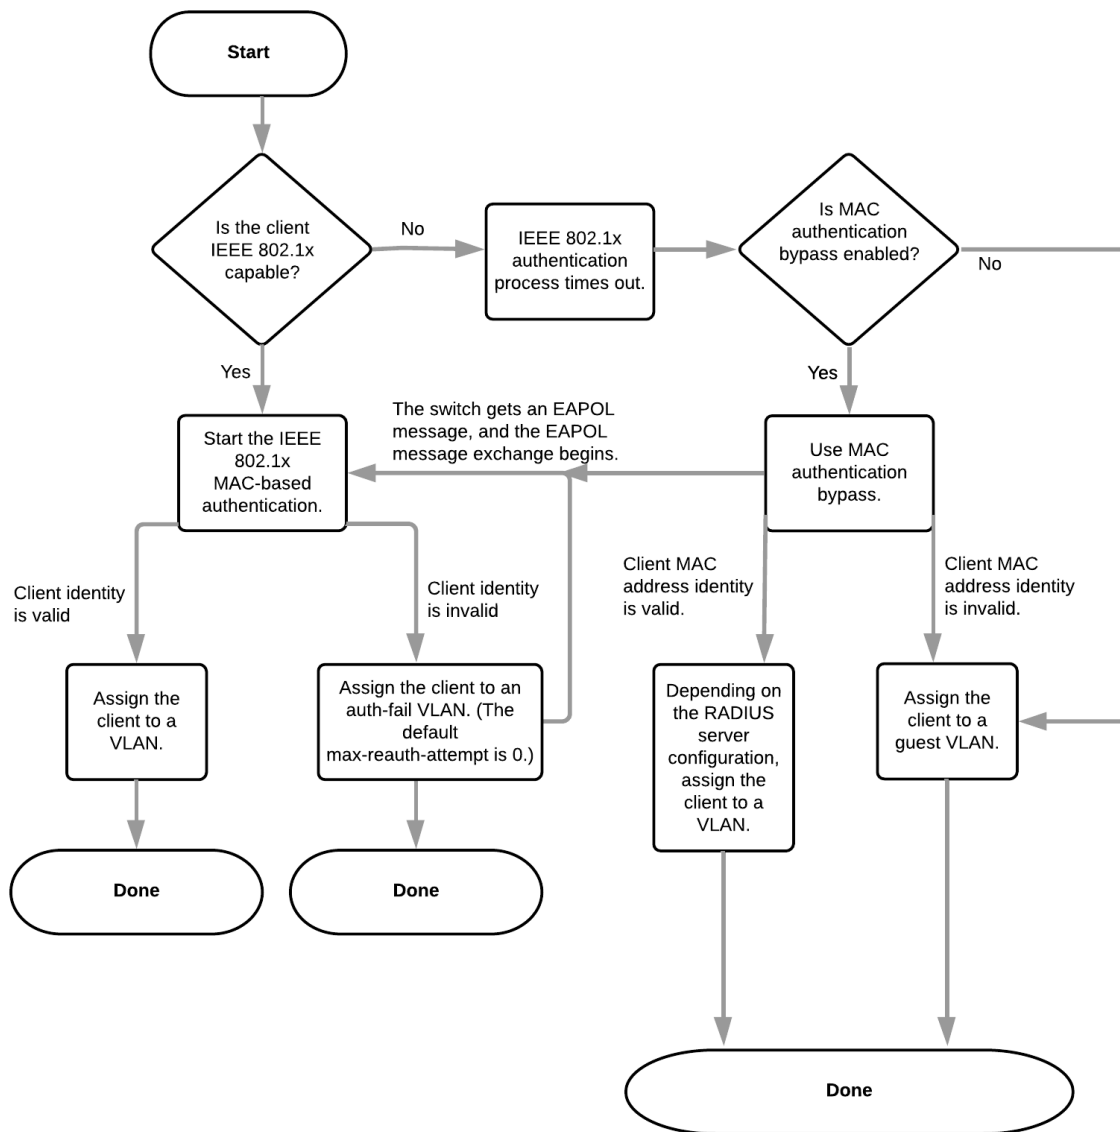 Start
Is the client
IEEE 802.1x
capable?
No
IEEE 802.1x
authentication
process times out.
Is MAC
authentication
bypass enabled?
No
Yes
Yes
The switch gets an EAPOL
message, and the EAPOL
message exchange begins.
Start the IEEE
802.1x
MAC-based
authentication.
Use MAC
authentication
bypass.
Client identity
is valid
Client identity
is invalid
Client MAC
address identity
is valid.
Client MAC
address identity
is invalid.
Assign the
client to a
VLAN.
Assign the client to an
auth-fail VLAN. (The
default
max-reauth-attempt is 0.)
Depending on
the RADIUS
server
configuration,
assign the
client to a
VLAN.
Assign the
client to a
guest VLAN.
Done
Done
Done